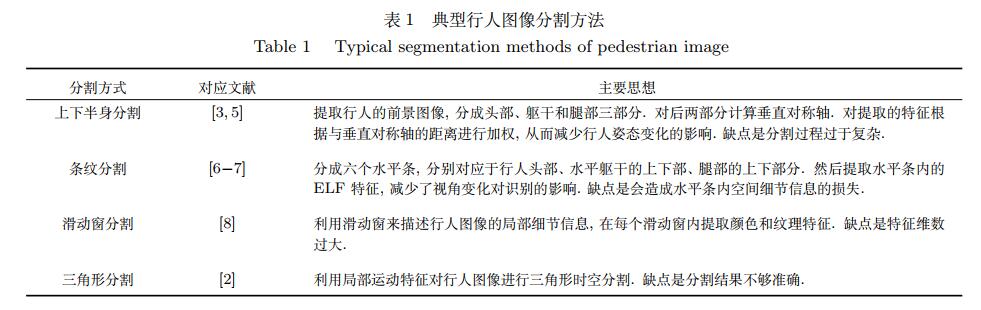 表 1 典型行人图像分割方法
Table 1 Typical segmentation methods of pedestrian image
分割方式 对应文献 主要思想
上下半身分割 [3, 5] 提取行人的前景图像, 分成头部、躯干和腿部三部分. 对后两部分计算垂直对称轴. 对提取的特征根
据与垂直对称轴的距离进行加权, 从而减少行人姿态变化的影响. 缺点是分割过程过于复杂.
条纹分割 [6−7] 分成六个水平条, 分别对应于行人头部、水平躯干的上下部、腿部的上下部分. 然后提取水平条内的
ELF 特征, 减少了视角变化对识别的影响. 缺点是会造成水平条内空间细节信息的损失.
滑动窗分割 [8] 利用滑动窗来描述行人图像的局部细节信息, 在每个滑动窗内提取颜色和纹理特征. 缺点是特征维数
过大.
三角形分割 [2] 利用局部运动特征对行人图像进行三角形时空分割. 缺点是分割结果不够准确.